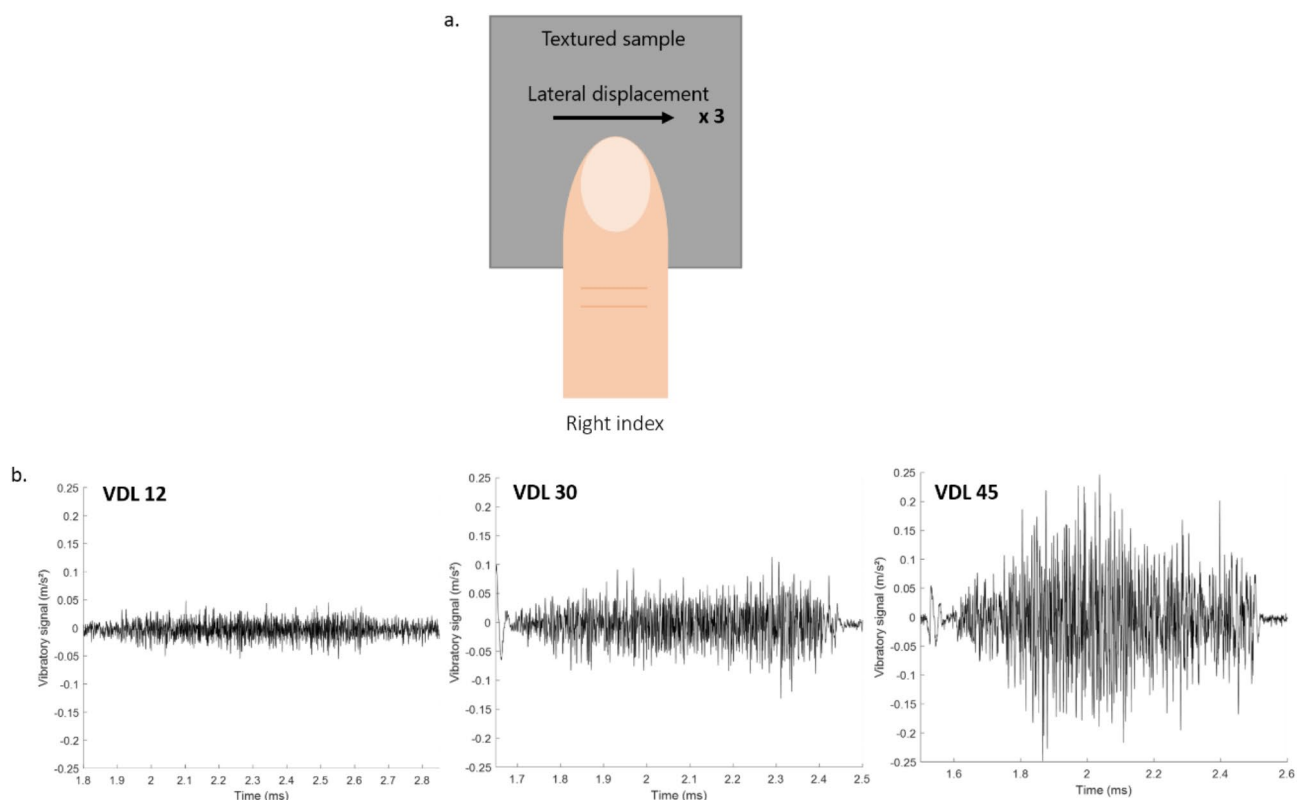 a.
Textured sample
Lateral displacement
x 3
Right index
b.
VDL 12
0.25
0.2
0.15
0.1
0.05
0
-0.05
-0.1
-0.15
-0.2
-0.25
Vibratory signal (m/s²)
1.8 1.9 2 2.1 2.2 2.3 2.4 2.5 2.6 2.7 2.8
Time (ms)
VDL 30
0.25
0.2
0.15
0.1
0.05
0
-0.05
-0.1
-0.15
-0.2
-0.25
Vibratory signal (m/s²)
1.7 1.8 1.9 2 2.1 2.2 2.3 2.4 2.5
Time (ms)
VDL 45
0.25
0.2
0.15
0.1
0.05
0
-0.05
-0.1
-0.15
-0.2
-0.25
Vibratory signal (m/s²)
1.6 1.8 2 2.2 2.4 2.6
Time (ms)